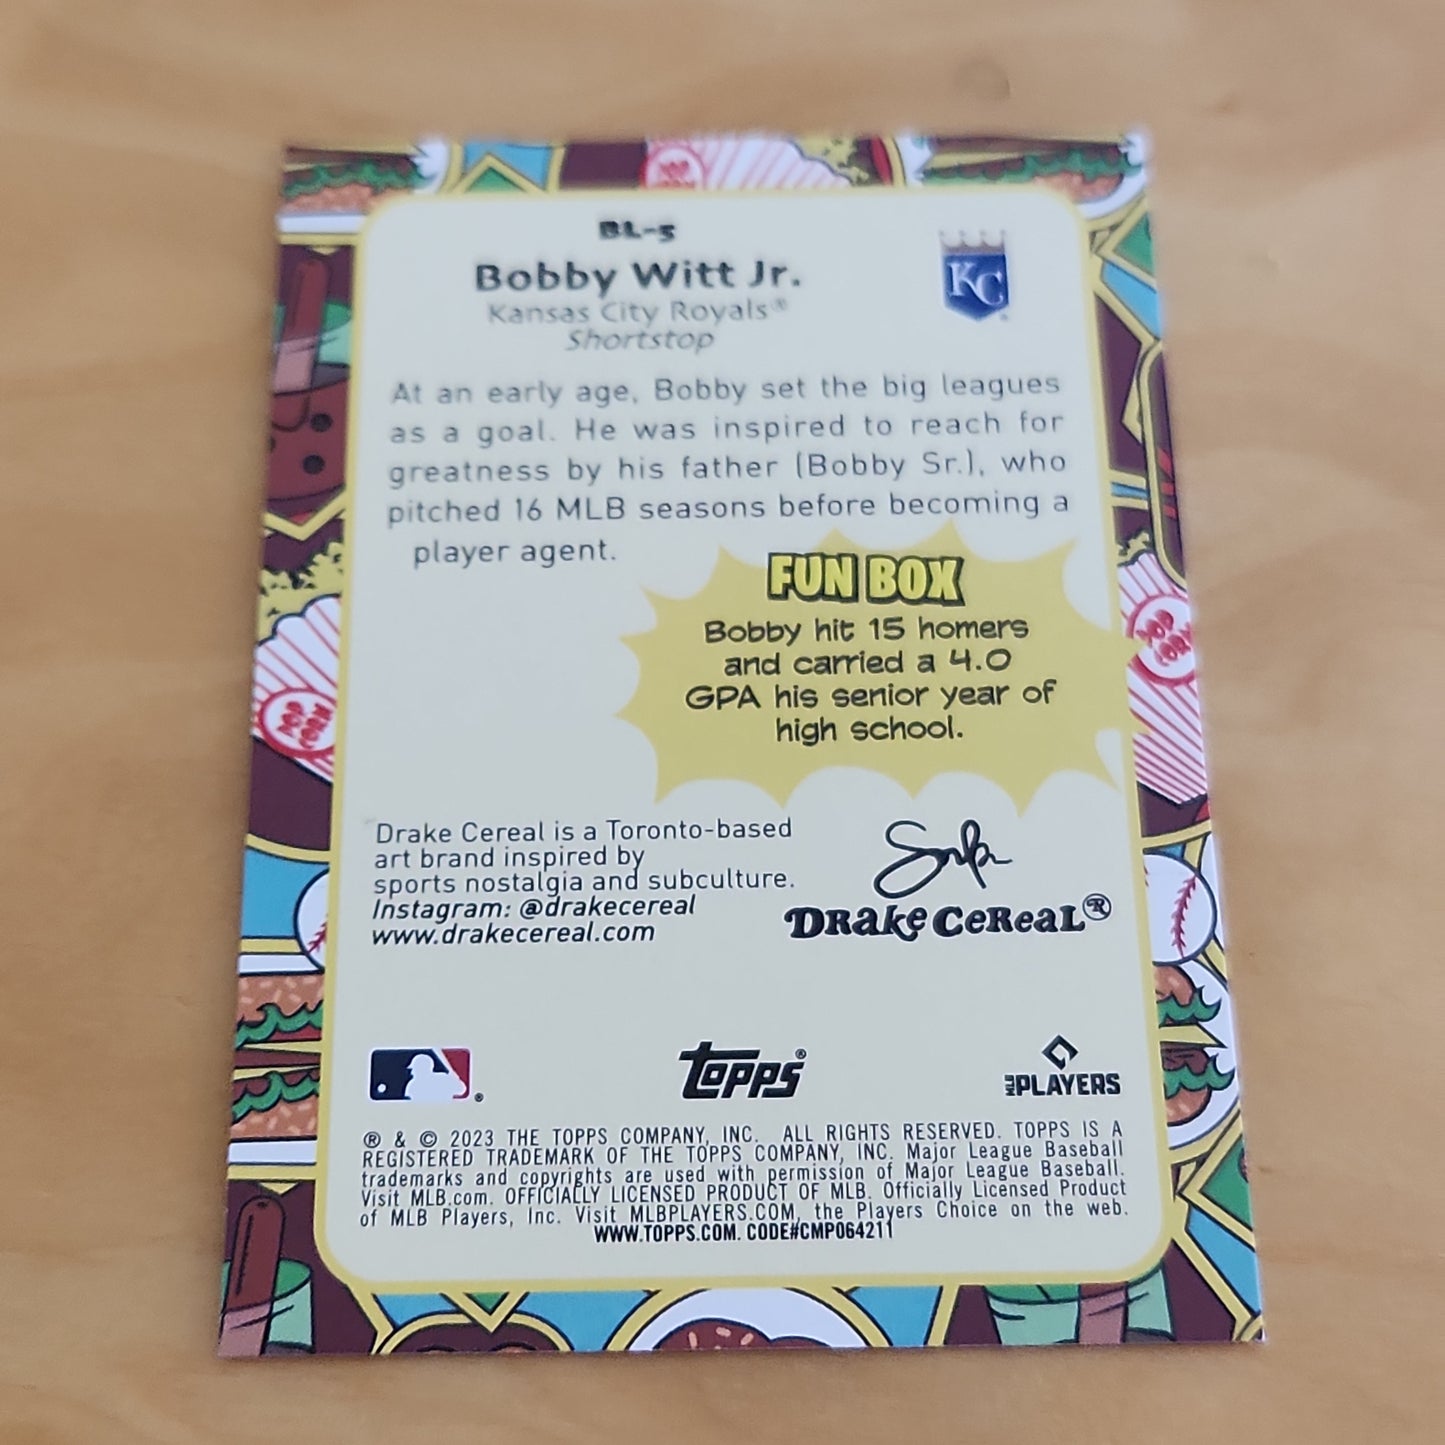 BL-5
Bobby Witt Jr.
Kansas City Royals®
Shortstop
KC
At an early age, Bobby set the big leagues
as a goal. He was inspired to reach for
greatness by his father (Bobby Sr.), who
pitched 16 MLB seasons before becoming a
player agent.
FUN BOX
Bobby hit 15 homers
and carried a 4.0
GPA his senior year of
high school.
Drake Cereal is a Toronto-based
art brand inspired by
sports nostalgia and subculture.
Instagram: @drakecereal
www.drakecereal.com
DRake CeReaL®
topps®
MLB PLAYERS
® & © 2023 THE TOPPS COMPANY, INC. ALL RIGHTS RESERVED. TOPPS IS A
REGISTERED TRADEMARK OF THE TOPPS COMPANY, INC. Major League Baseball
trademarks and copyrights are used with permission of Major League Baseball.
Visit MLB.com. OFFICIALLY LICENSED PRODUCT OF MLB. Officially Licensed Product
of MLB Players, Inc. Visit MLBPLAYERS.COM, the Players Choice on the web.
WWW.TOPPS.COM. CODE#CMP064211
POP
CORN
POP
CORN
POP
CORN